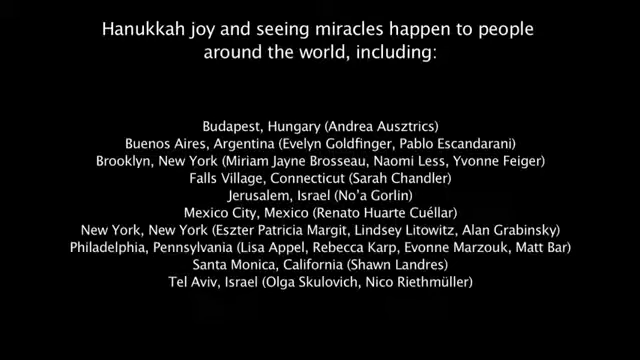 Hanukkah joy and seeing miracles happen to people
around the world, including:
Budapest, Hungary (Andrea Ausztrics)
Buenos Aires, Argentina (Evelyn Goldfinger, Pablo Escandarani)
Brooklyn, New York (Miriam Jayne Brosseau, Naomi Less, Yvonne Feiger)
Falls Village, Connecticut (Sarah Chandler)
Jerusalem, Israel (No'a Gorlin)
Mexico City, Mexico (Renato Huarte Cuéllar)
New York, New York (Eszter Patricia Margit, Lindsey Litowitz, Alan Grabinsky)
Philadelphia, Pennsylvania (Lisa Appel, Rebecca Karp, Evonne Marzouk, Matt Bar)
Santa Monica, California (Shawn Landres)
Tel Aviv, Israel (Olga Skulovich, Nico Riethmüller)